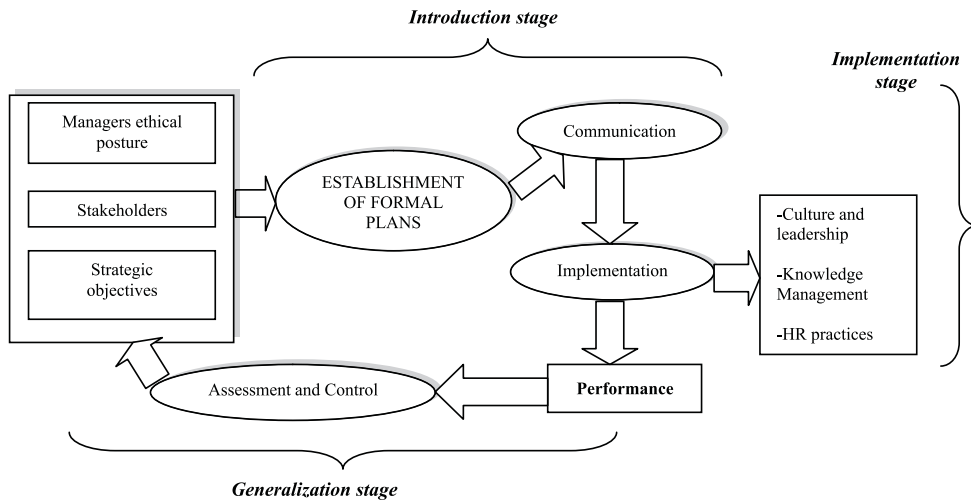 Introduction stage
Implementation
stage
Managers ethical
posture
Stakeholders
Strategic
objectives
ESTABLISHMENT
OF FORMAL
PLANS
Communication
Implementation
-Culture and
leadership
-Knowledge
Management
-HR practices
Performance
Assessment and Control
Generalization stage